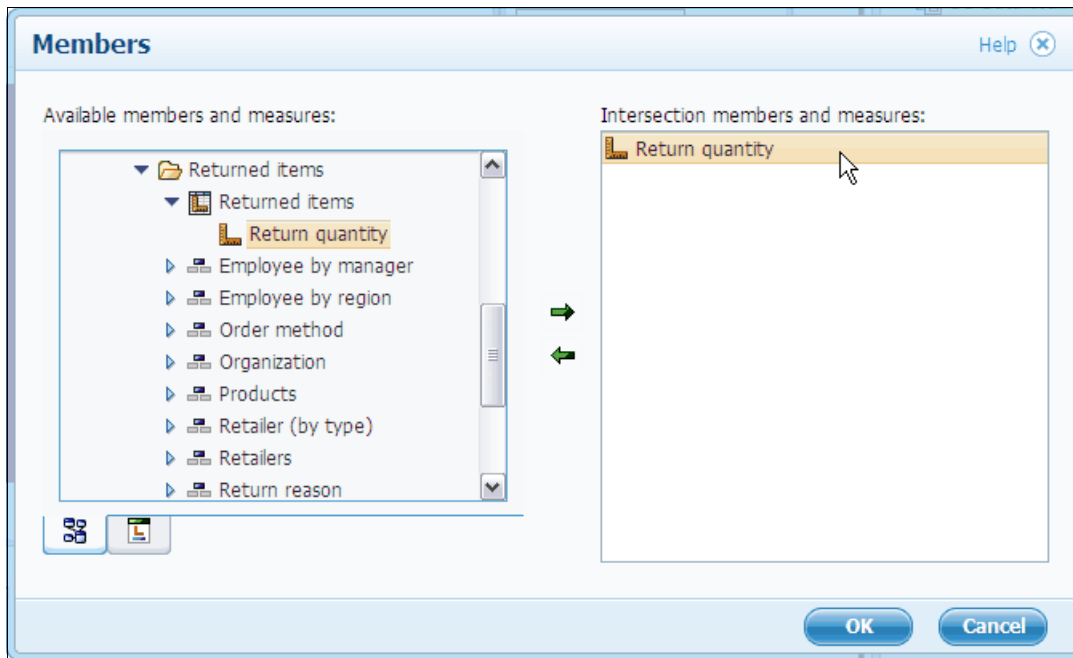 Members
Help
Available members and measures:
Intersection members and measures:
Returned items
Returned items
Return quantity
Employee by manager
Employee by region
Order method
Organization
Products
Retailer (by type)
Retailers
Return reason
Return quantity
OK
Cancel